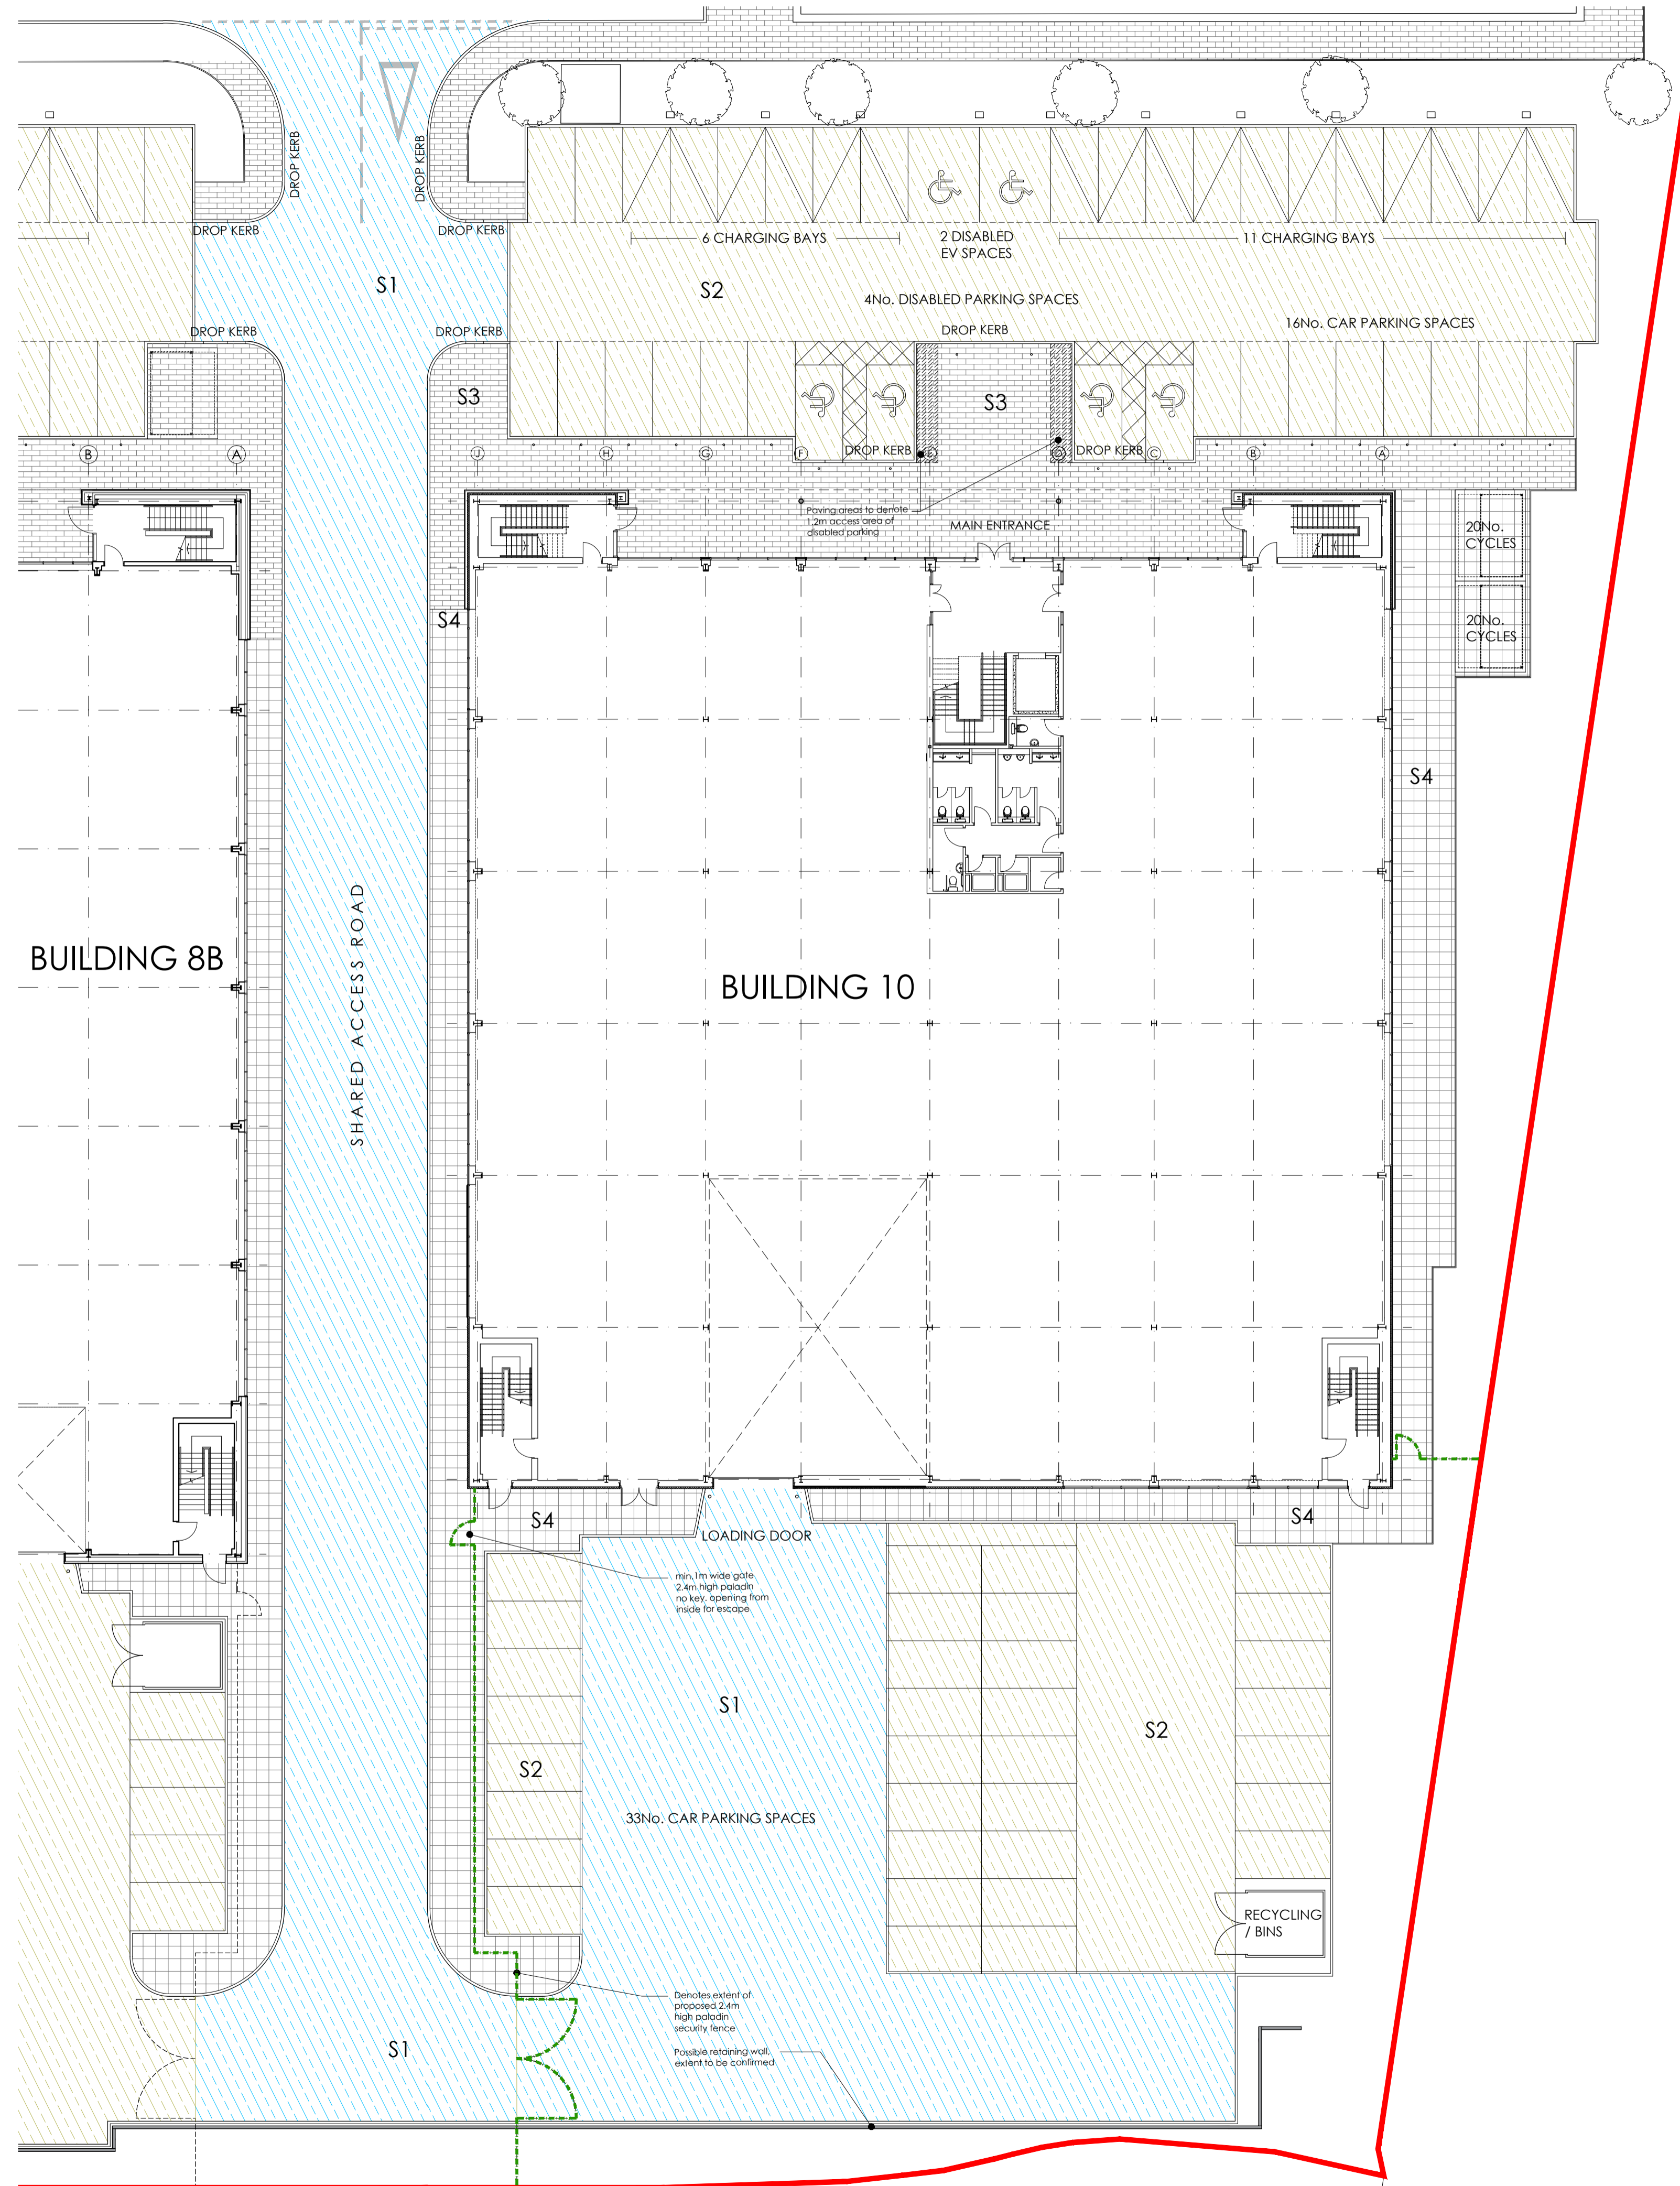 DROP KERB
DROP KERB
DROP KERB
DROP KERB
6 CHARGING BAYS
2 DISABLED
EV SPACES
11 CHARGING BAYS
S1
S2
4No. DISABLED PARKING SPACES
16No. CAR PARKING SPACES
DROP KERB
DROP KERB
DROP KERB
S3
S3
DROP KERB
DROP KERB
B
A
J
H
G
F
E
D
C
B
A
Paving areas to denote
1.2m access area of
disabled parking
MAIN ENTRANCE
20No.
CYCLES
20No.
CYCLES
S4
S4
SHARED ACCESS ROAD
BUILDING 8B
BUILDING 10
S4
S4
LOADING DOOR
min.1m wide gate
2.4m high paladin
no key. opening from
inside for escape
S1
S2
S2
33No. CAR PARKING SPACES
RECYCLING
/ BINS
Denotes extent of
proposed 2.4m
high paladin
security fence
S1
Possible retaining wall,
extent to be confirmed